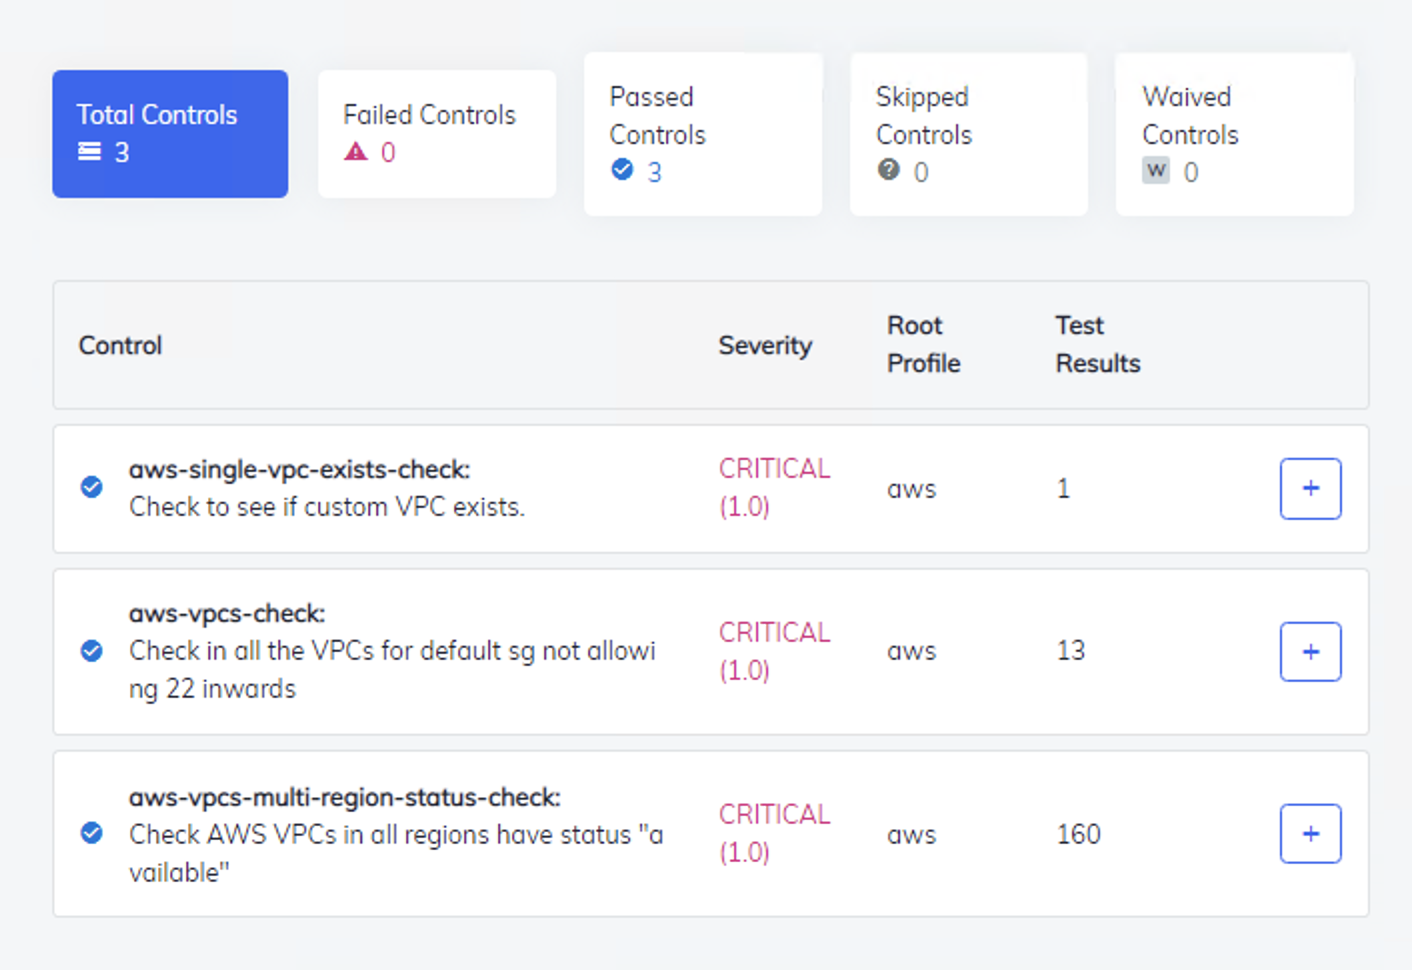 Total Controls
3
Failed Controls
0
Passed
Controls
3
Skipped
Controls
0
Waived
Controls
W 0
Control
Severity
Root
Profile
Test
Results
aws-single-vpc-exists-check:
Check to see if custom VPC exists.
CRITICAL
(1.0)
aws
1
+
aws-vpcs-check:
Check in all the VPCs for default sg not allowi
ng 22 inwards
CRITICAL
(1.0)
aws
13
+
aws-vpcs-multi-region-status-check:
Check AWS VPCs in all regions have status "a
vailable"
CRITICAL
(1.0)
aws
160
+